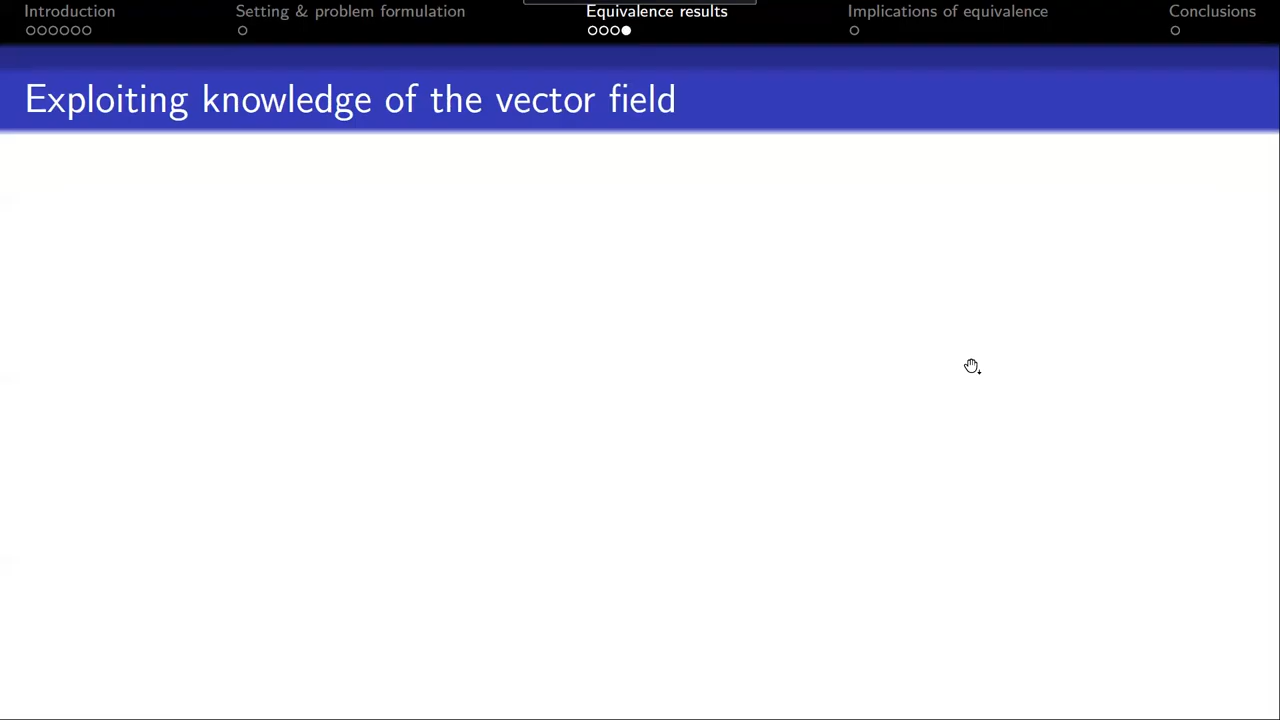 Introduction
Setting & problem formulation
Equivalence results
Implications of equivalence
Conclusions
Exploiting knowledge of the vector field